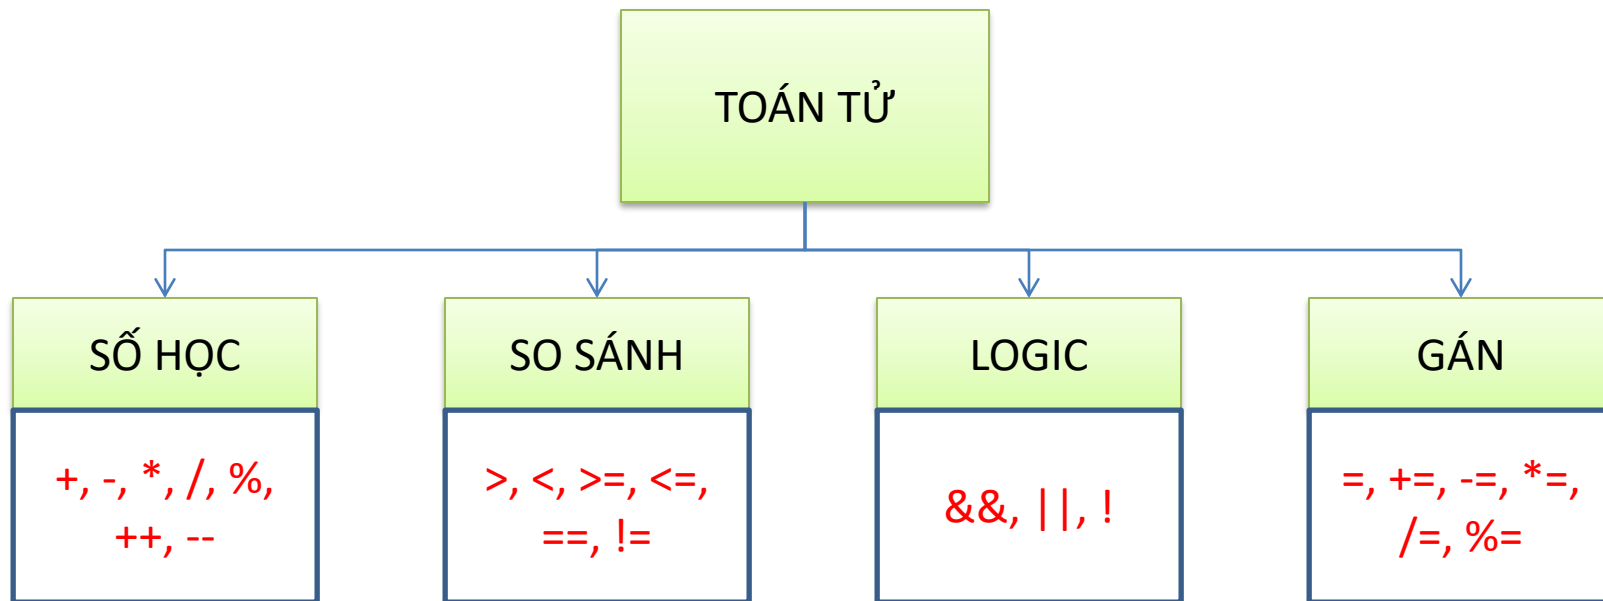 TOÁN TỬ
SỐ HỌC
+, -, *, /, %,
++, --
SO SÁNH
>, <, >=, <=,
==, !=
LOGIC
&&, ||, !
GÁN
=, +=, -=, *=,
/=, %=